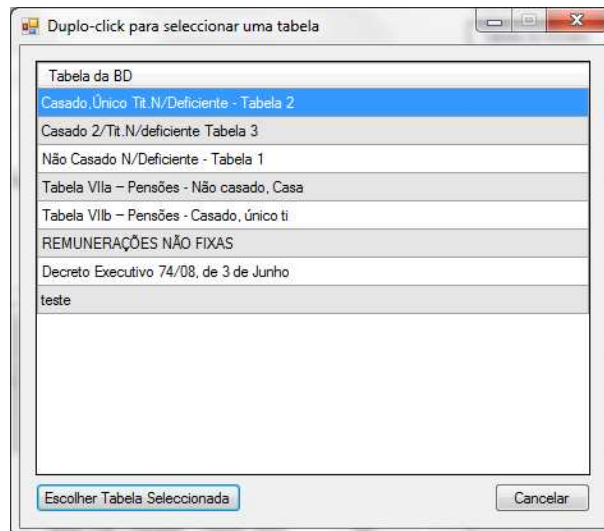 Duplo-click para seleccionar uma tabela
Tabela da BD
Casado,Único Tit.N/Deficiente - Tabela 2
Casado 2/Tit.N/deficiente Tabela 3
Não Casado N/Deficiente - Tabela 1
Tabela VIIa – Pensões - Não casado, Casa
Tabela VIIb – Pensões - Casado, único ti
REMUNERAÇÕES NÃO FIXAS
Decreto Executivo 74/08, de 3 de Junho
teste
Escolher Tabela Seleccionada
Cancelar